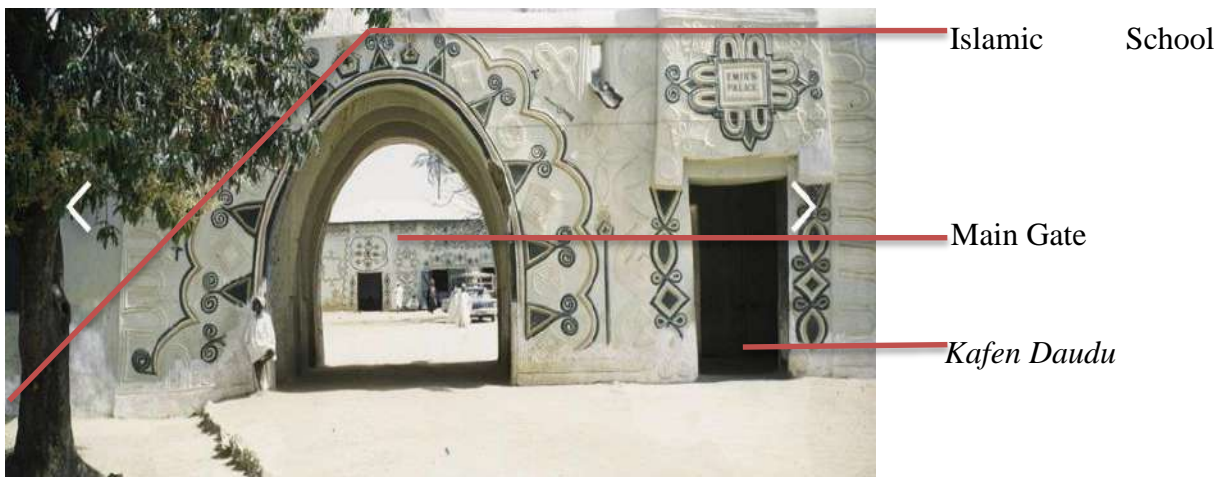 Islamic School
EMIR'S
PALACE
Main Gate
Kafen Daudu